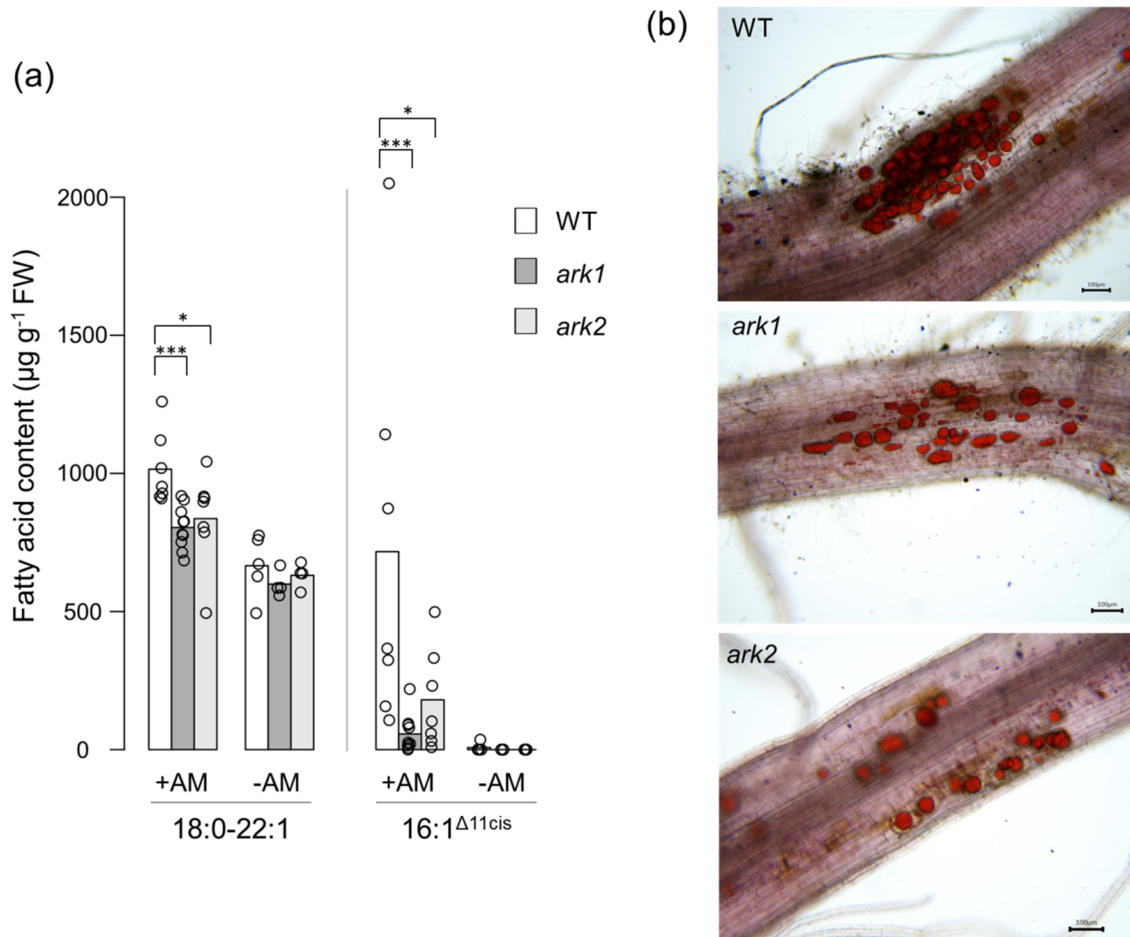 (a)
Fatty acid content (µg g⁻¹ FW)
2000
1500
1000
500
0
*
***
*
***
WT
ark1
ark2
+AM
-AM
+AM
-AM
18:0-22:1
16:1Δ11cis
(b)
WT
100µm
ark1
100µm
ark2
100µm